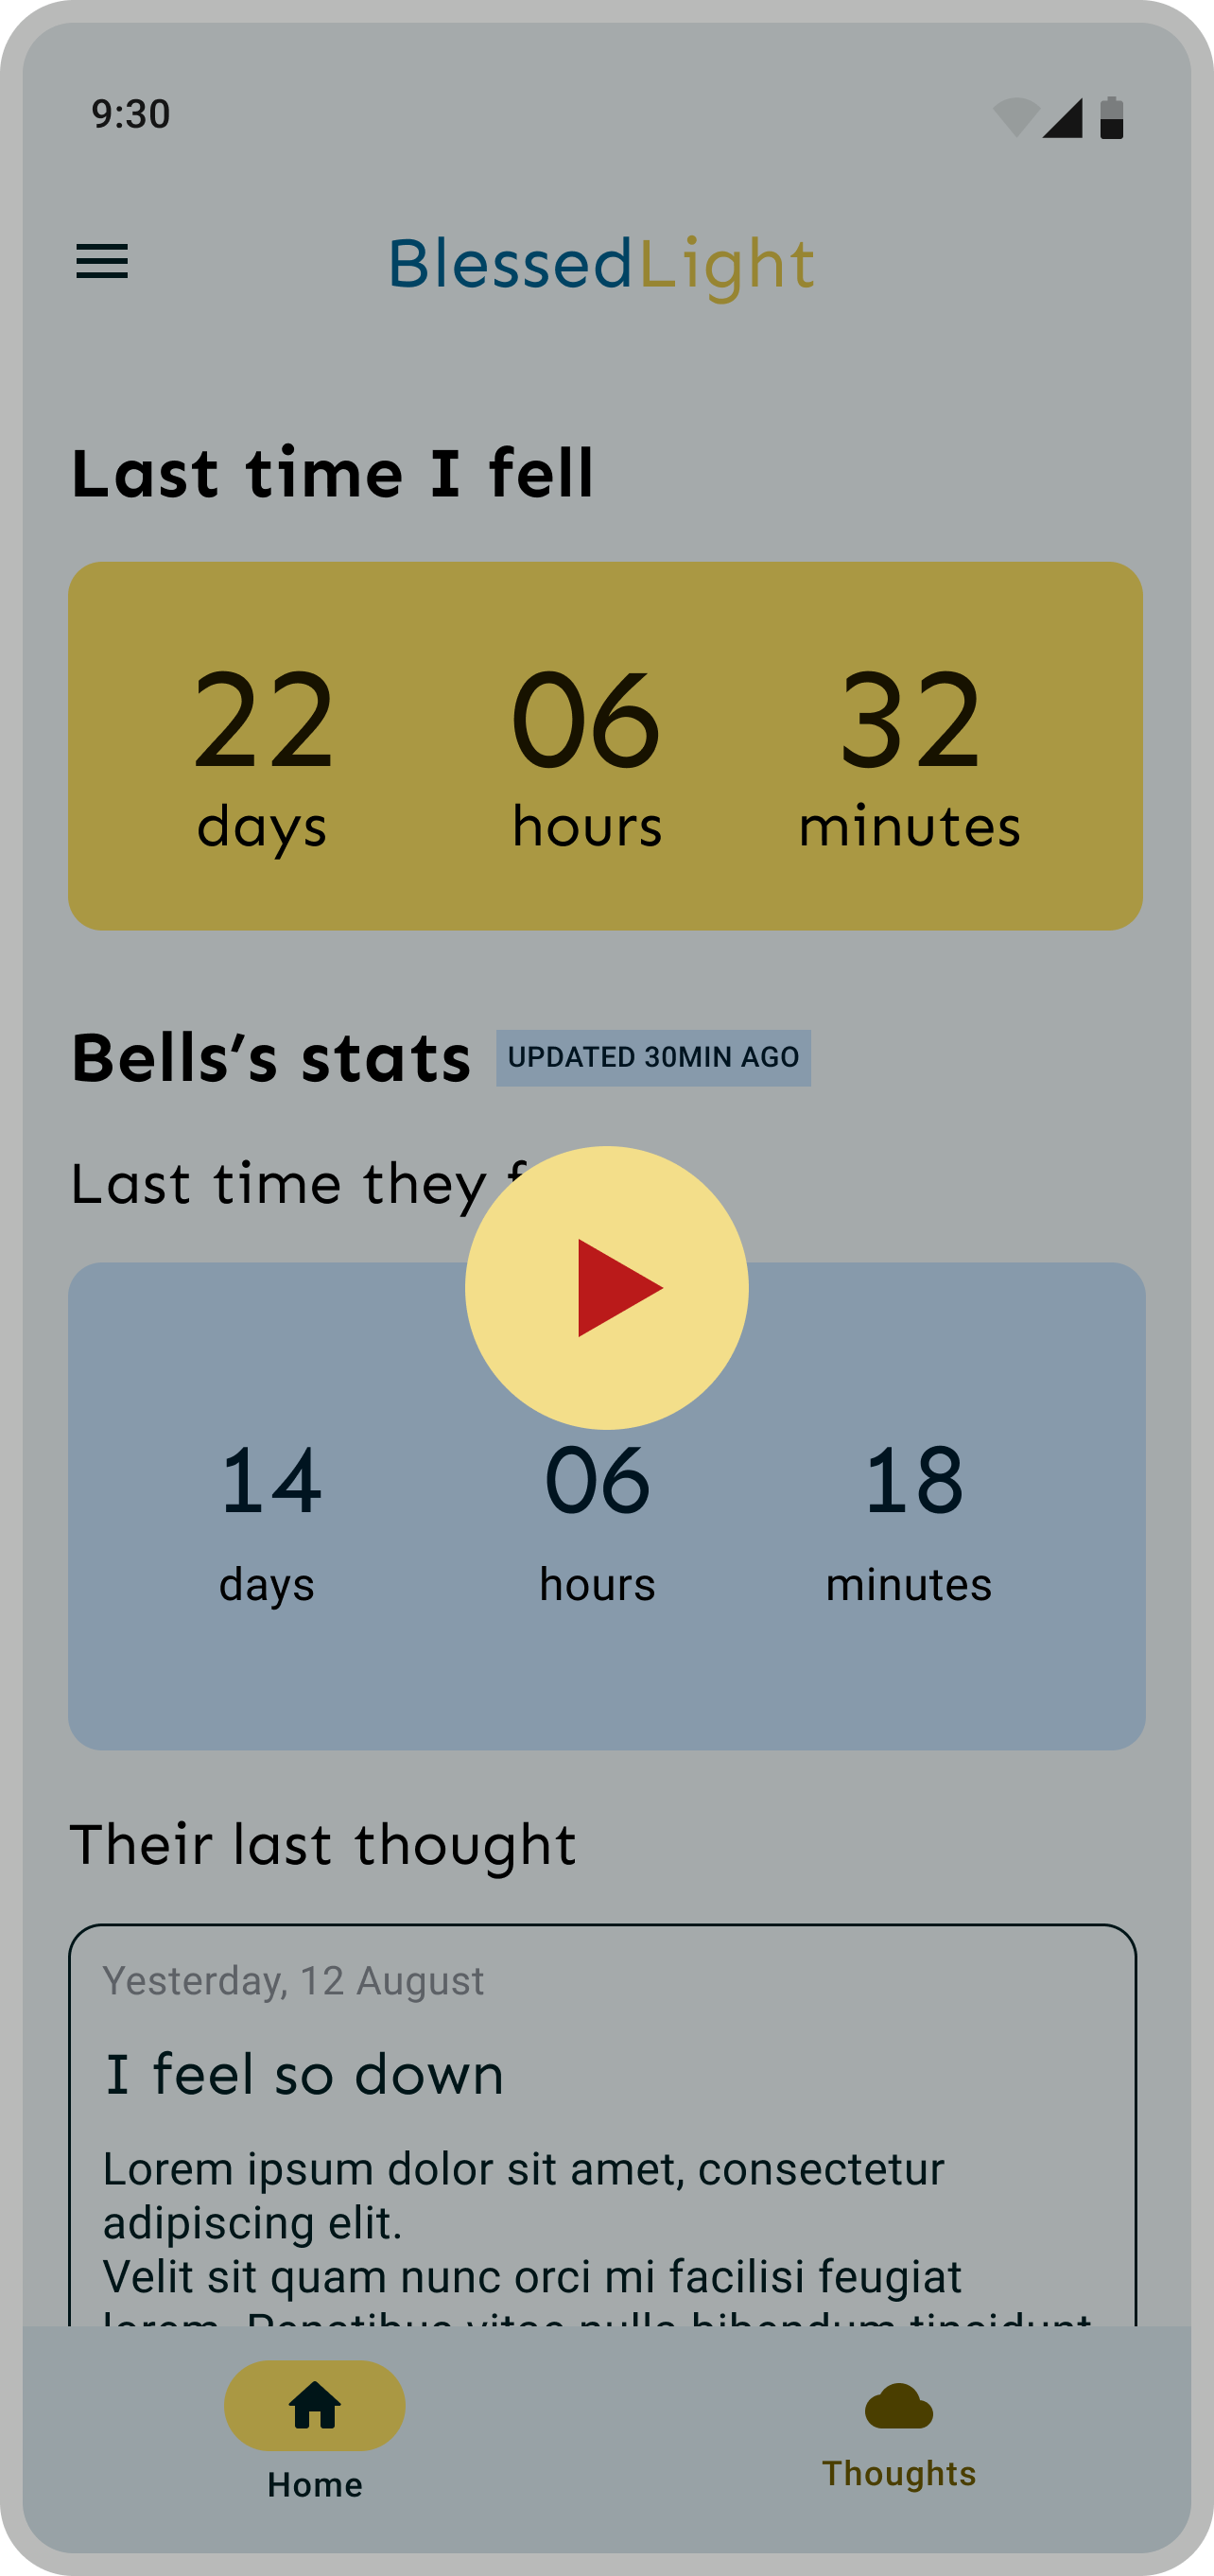 9:30
BlessedLight
Last time I fell
22 06 32
days hours minutes
Bells’s stats UPDATED 30MIN AGO
Last time they
14 06 18
days hours minutes
Their last thought
Yesterday, 12 August
I feel so down
Lorem ipsum dolor sit amet, consectetur
adipiscing elit.
Velit sit quam nunc orci mi facilisi feugiat
Home Thoughts